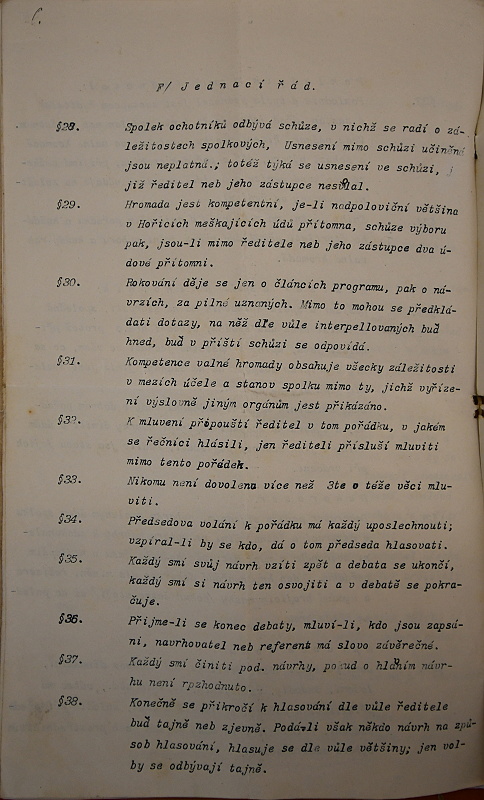 6.
F/ Jednací řád.
§28. Spolek ochotníků odbývá schůze, v nichž se radí o zá-
ležitostech spolkových, Usnesení mimo schůzi učiněná
jsou neplatná.; totéž týká se usnesení ve schůzi, j
již ředitel neb jeho zástupce nesvolal.
§29. Hromada jest kompetentní, je-li nadpoloviční většina
v Hořicích meškajících údů přítomna, schůze výboru
pak, jsou-li mimo ředitele neb jeho zástupce dva ú-
dové přítomni.
§30. Rokování děje se jen o článcích programu, pak o ná-
vrzích, za pilné uznaných. Mimo to mohou se předklá-
dati dotazy, na něž dle vůle interpellovaných buď
hned, buď v příští schůzi se odpovídá.
§31. Kompetence valné hromady obsahuje všecky záležitosti
v mezích účele a stanov spolku mimo ty, jichž vyříze-
ní výslovně jiným orgánům jest přikázáno.
§32. K mluvení připouští ředitel v tom pořádku, v jakém
se řečníci hlásili, jen řediteli přísluší mluviti
mimo tento pořádek.
§33. Nikomu není dovoleno více než 3te o téže věci mlu-
viti.
§34. Předsedova volání k pořádku má každý uposlechnouti;
vzpíral-li by se kdo, dá o tom předseda hlasovati.
§35. Každý smí svůj návrh vzíti zpět a debata se ukončí,
každý smí si návrh ten osvojiti a v debatě se pokra-
čuje.
§36. Přijme-li se konec debaty, mluví-li, kdo jsou zapsá-
ni, navrhovatel neb referent má slovo závěrečné.
§37. Každý smí činiti pod. návrhy, pokud o hlavním návr-
hu není rpzhodnuto.
§38. Konečně se přikročí k hlasování dle vůle ředitele
buď tajně neb zjevně. Podá-li však někdo návrh na způ-
sob hlasování, hlasuje se dle vůle většiny; jen vol-
by se odbývají tajně.